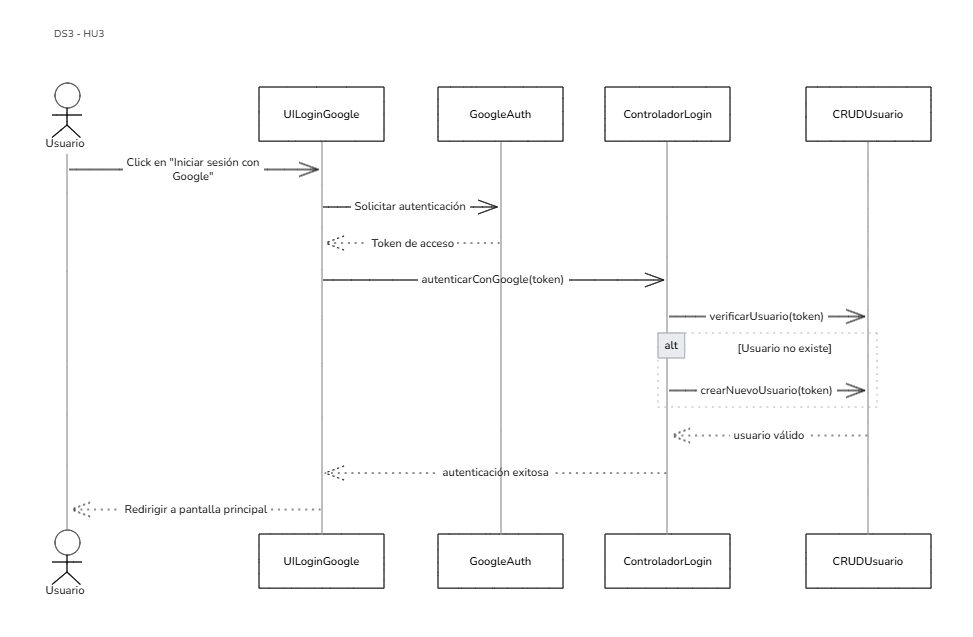 DS3 - HU3
Usuario
UILoginGoogle
GoogleAuth
ControladorLogin
CRUDUsuario
Click en "Iniciar sesión con
Google"
Solicitar autenticación
Token de acceso
autenticarConGoogle(token)
verificarUsuario(token)
alt
[Usuario no existe]
crearNuevoUsuario(token)
usuario válido
autenticación exitosa
Redirigir a pantalla principal
Usuario
UILoginGoogle
GoogleAuth
ControladorLogin
CRUDUsuario